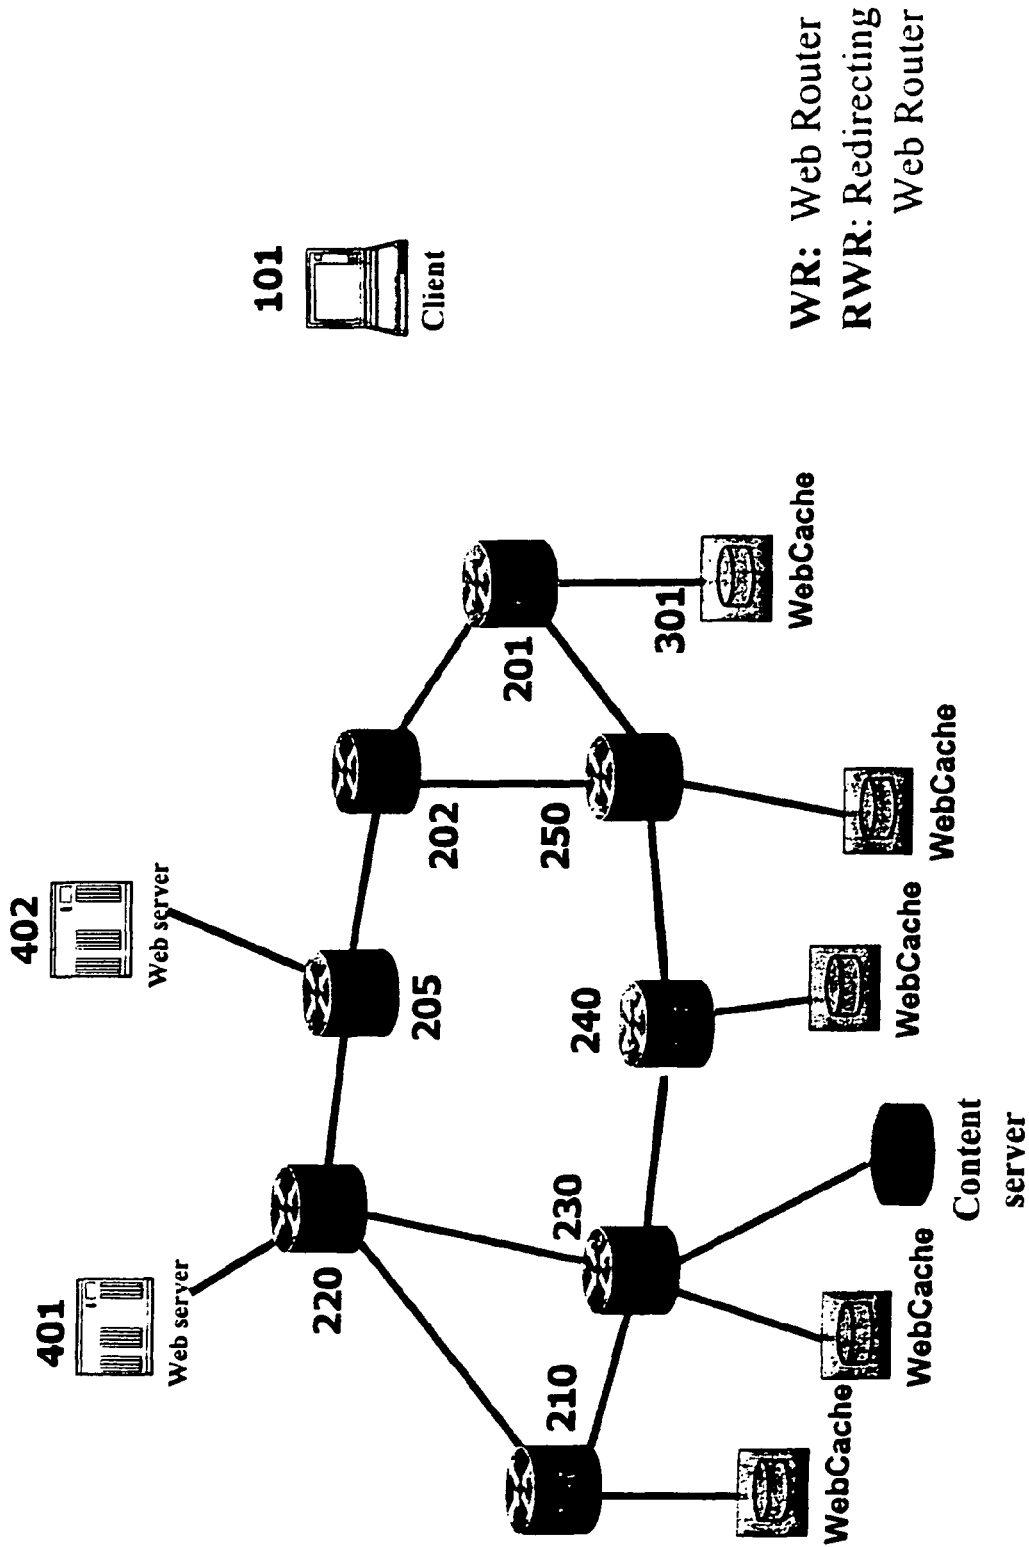 401
Web server
402
Web server
101
Client
220
205
202
201
210
230
240
250
301
WebCache
WebCache
WebCache
WebCache
WebCache
Content
server
WR: Web Router
RWR: Redirecting
Web Router